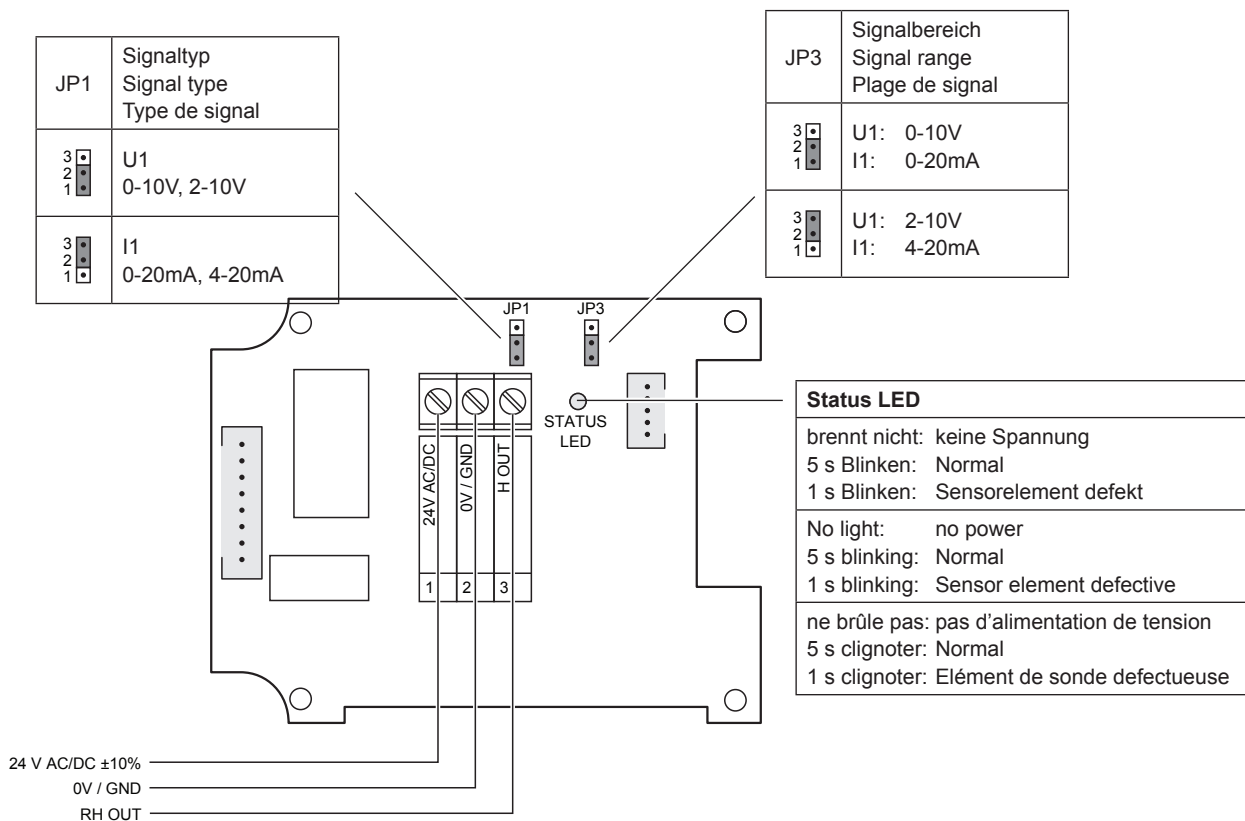 JP1
Signaltyp
Signal type
Type de signal
3
2
1
U1
0-10V, 2-10V
3
2
1
I1
0-20mA, 4-20mA
JP3
Signalbereich
Signal range
Plage de signal
3
2
1
U1: 0-10V
I1: 0-20mA
3
2
1
U1: 2-10V
I1: 4-20mA
JP1
JP3
STATUS
LED
24V AC/DC
0V / GND
H OUT
1
2
3
Status LED
brennt nicht: keine Spannung
5 s Blinken: Normal
1 s Blinken: Sensorelement defekt
No light: no power
5 s blinking: Normal
1 s blinking: Sensor element defective
ne brûle pas: pas d'alimentation de tension
5 s clignoter: Normal
1 s clignoter: Elément de sonde defectueuse
24 V AC/DC ±10%
0V / GND
RH OUT